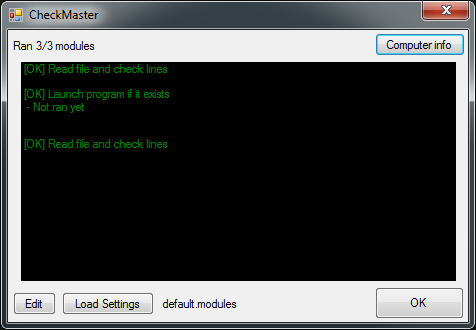 CheckMaster
Ran 3/3 modules
Computer info
[OK] Read file and check lines
[OK] Launch program if it exists
- Not ran yet
[OK] Read file and check lines
Edit
Load Settings
default.modules
OK